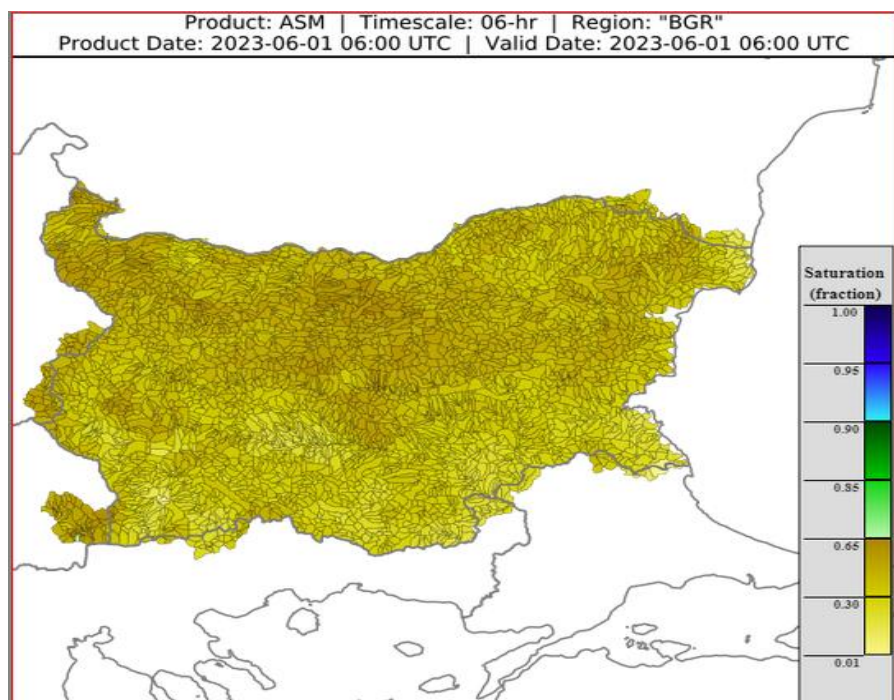 Product: ASM | Timescale: 06-hr | Region: "BGR"
Product Date: 2023-06-01 06:00 UTC | Valid Date: 2023-06-01 06:00 UTC
Saturation
(fraction)
1.00
0.95
0.90
0.85
0.65
0.30
0.01